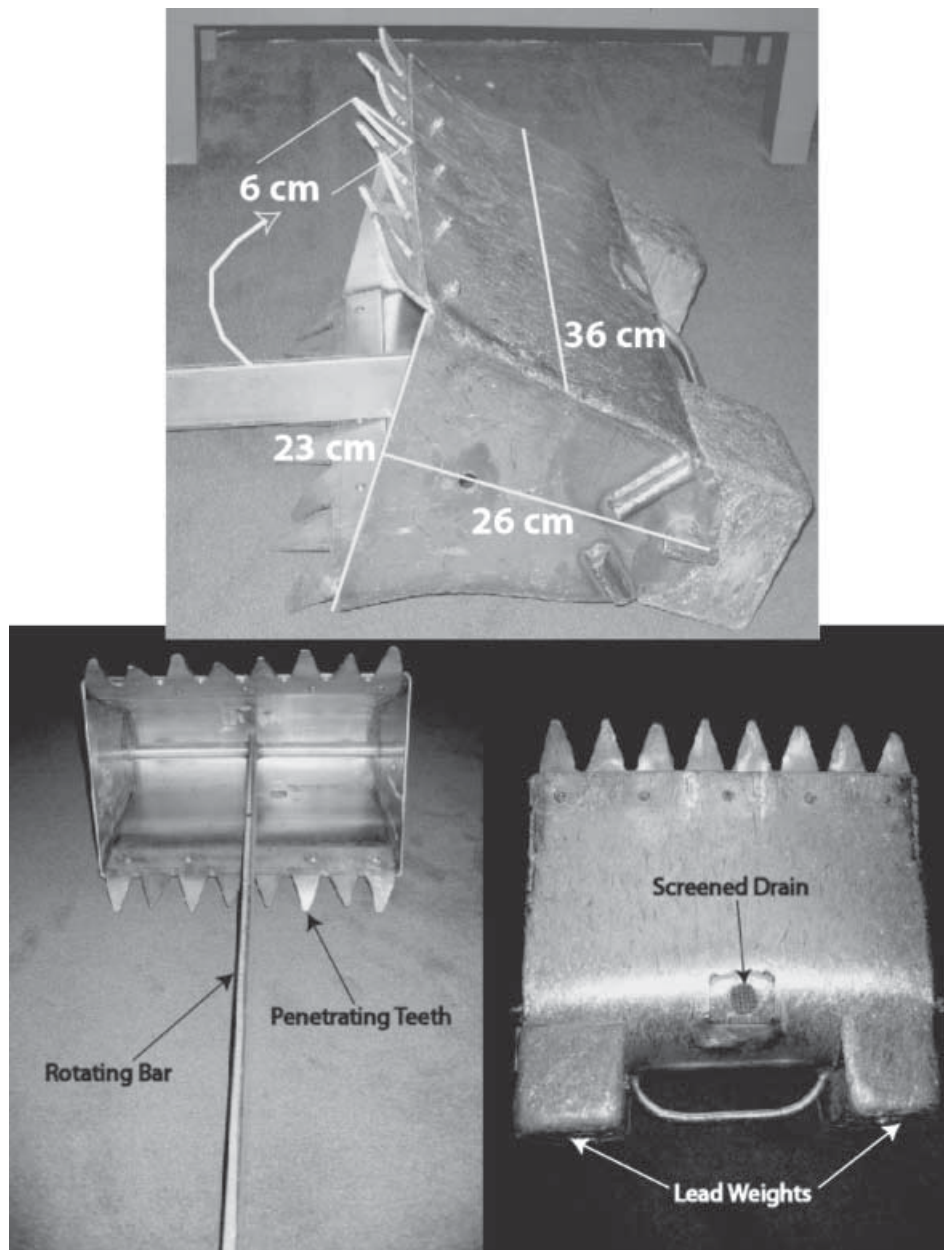 6 cm
36 cm
23 cm
26 cm
Screened Drain
Penetrating Teeth
Rotating Bar
Lead Weights